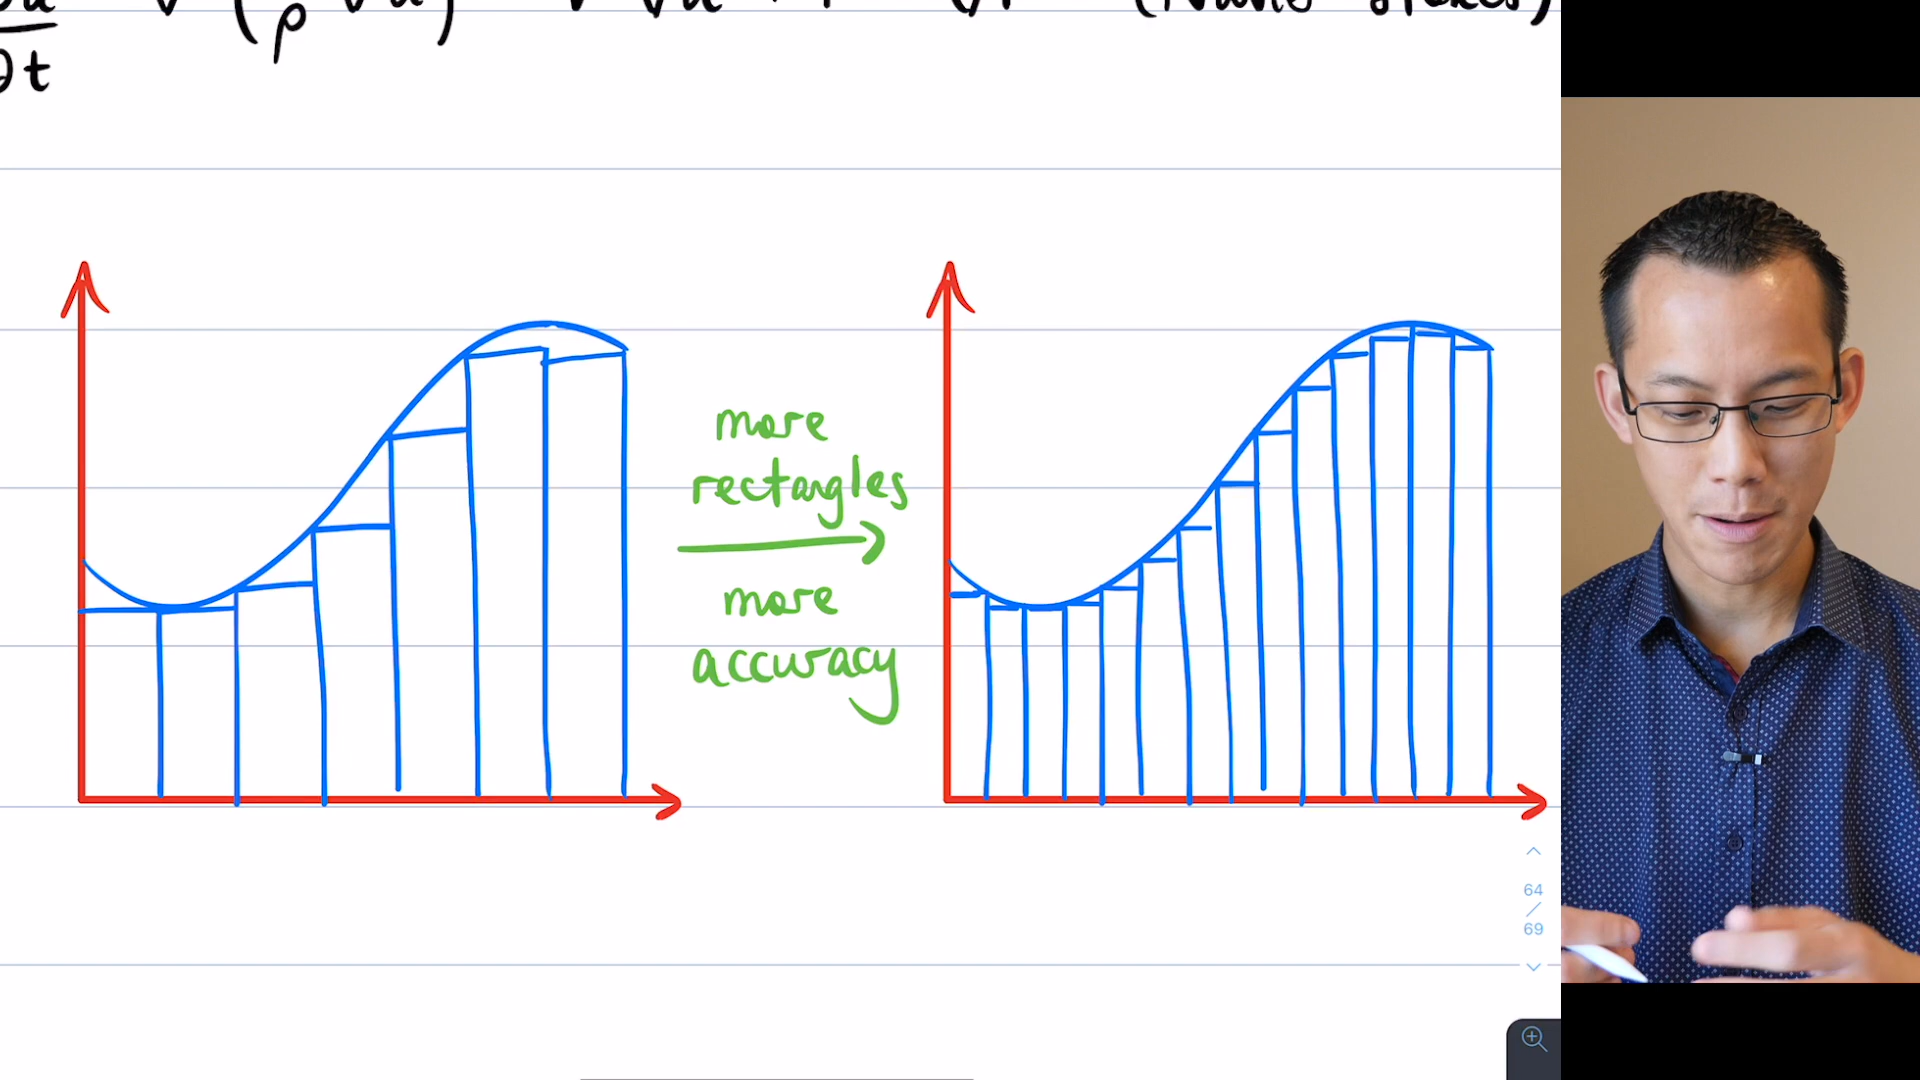 ∂t
ρ
more
rectangles
more
accuracy
64
/
69